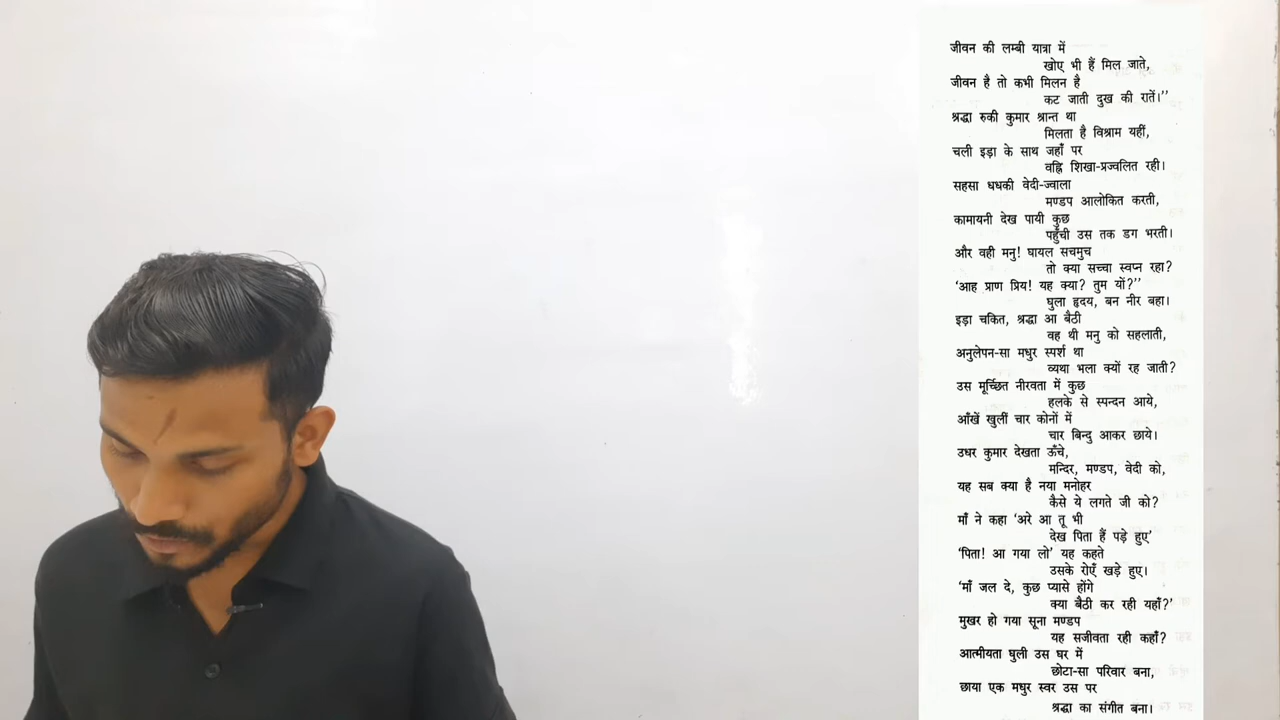 जीवन की लम्बी यात्रा में
खोए भी हैं मिल जाते,
जीवन है तो कभी मिलन है
कट जाती दुख की रातें।”
श्रद्धा रुकी कुमार श्रान्त था
मिलता है विश्राम यहीं,
चली इड़ा के साथ जहाँ पर
वह्नि शिखा-प्रज्वलित रही।
सहसा धधकी वेदी-ज्वाला
मण्डप आलोकित करती,
कामायनी देख पायी कुछ
पहुँची उस तक डग भरती।
और वही मनु! घायल सचमुच
तो क्या सच्चा स्वप्न रहा?
‘आह प्राण प्रिय! यह क्या? तुम यों?”
घुला हृदय, बन नीर बहा।
इड़ा चकित, श्रद्धा आ बैठी
वह थी मनु को सहलाती,
अनुलेपन-सा मधुर स्पर्श था
व्यथा भला क्यों रह जाती?
उस मूर्च्छित नीरवता में कुछ
हलके से स्पन्दन आये,
आँखें खुलीं चार कोनों में
चार बिन्दु आकर छाये।
उधर कुमार देखता ऊँचे,
मन्दिर, मण्डप, वेदी को,
यह सब क्या है नया मनोहर
कैसे ये लगते जी को?
माँ ने कहा ‘अरे आ तू भी
देख पिता हैं पड़े हुए’
‘पिता! आ गया लो’ यह कहते
उसके रोएँ खड़े हुए।
‘माँ जल दे, कुछ प्यासे होंगे
क्या बैठी कर रही यहाँ?’
मुखर हो गया सूना मण्डप
यह सजीवता रही कहाँ?
आत्मीयता घुली उस घर में
छोटा-सा परिवार बना,
छाया एक मधुर स्वर उस पर
श्रद्धा का संगीत बना।